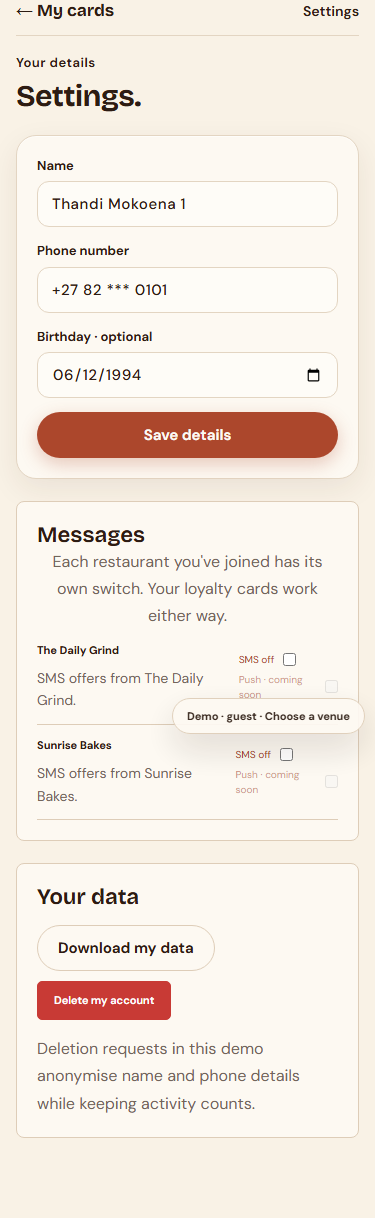 ← My cards
Settings
Your details
Settings.
Name
Thandi Mokoena 1
Phone number
+27 82 *** 0101
Birthday · optional
06/12/1994
Save details
Messages
Each restaurant you've joined has its
own switch. Your loyalty cards work
either way.
The Daily Grind
SMS offers from The Daily
Grind.
SMS off
Push · coming
soon
Demo · guest · Choose a venue
Sunrise Bakes
SMS offers from Sunrise
Bakes.
SMS off
Push · coming
soon
Your data
Download my data
Delete my account
Deletion requests in this demo
anonymise name and phone details
while keeping activity counts.